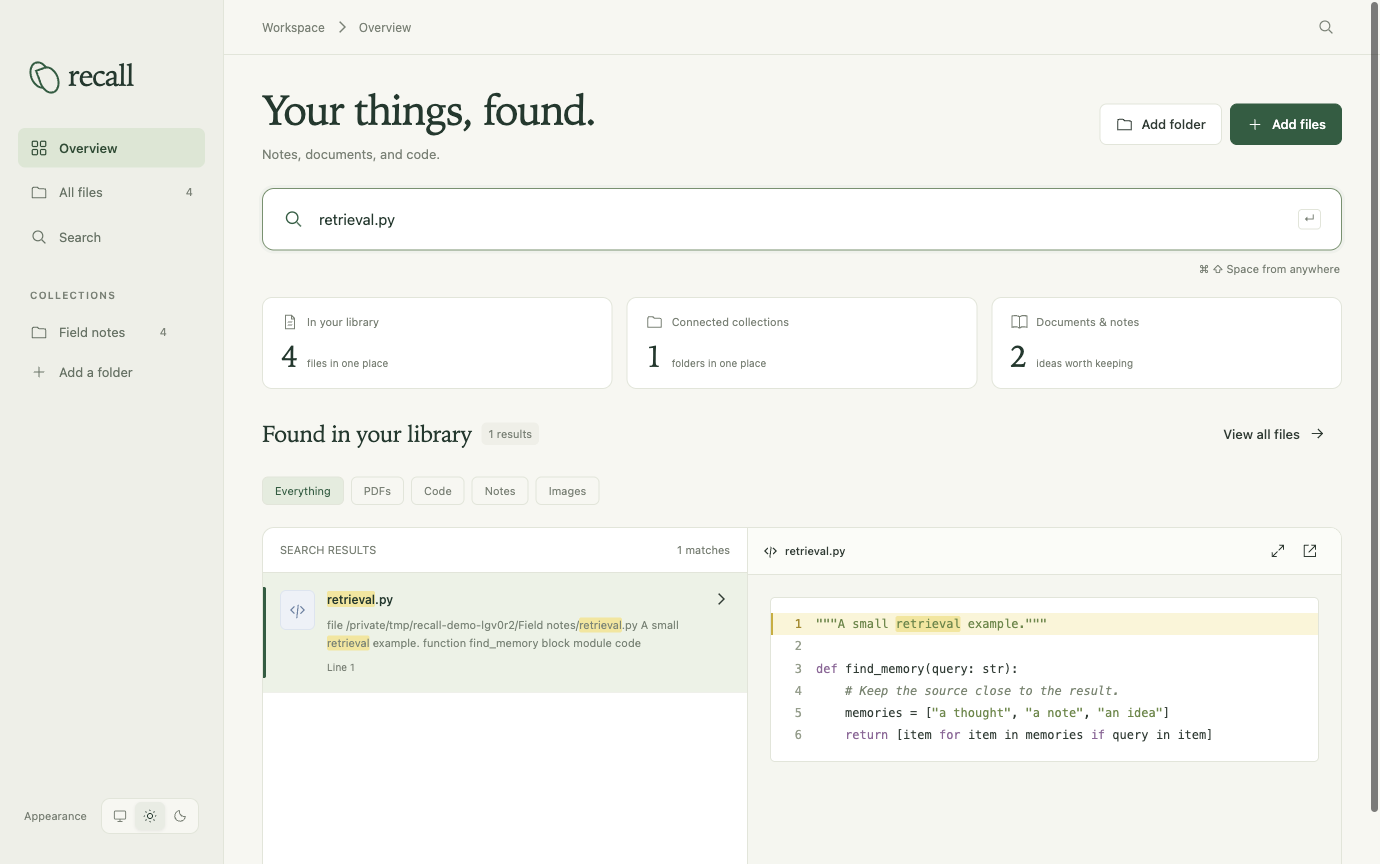 recall
Overview
All files 4
Search
COLLECTIONS
Field notes 4
Add a folder
Appearance
Workspace Overview
Your things, found.
Notes, documents, and code.
Add folder
+ Add files
retrieval.py
⌘ ⇧ Space from anywhere
In your library
4 files in one place
Connected collections
1 folders in one place
Documents & notes
2 ideas worth keeping
Found in your library 1 results
View all files →
Everything PDFs Code Notes Images
SEARCH RESULTS 1 matches
retrieval.py
file /private/tmp/recall-demo-lgv0r2/Field notes/retrieval.py A small
retrieval example. function find_memory block module code
Line 1
</> retrieval.py
1 """A small retrieval example."""
2
3 def find_memory(query: str):
4     # Keep the source close to the result.
5     memories = ["a thought", "a note", "an idea"]
6     return [item for item in memories if query in item]